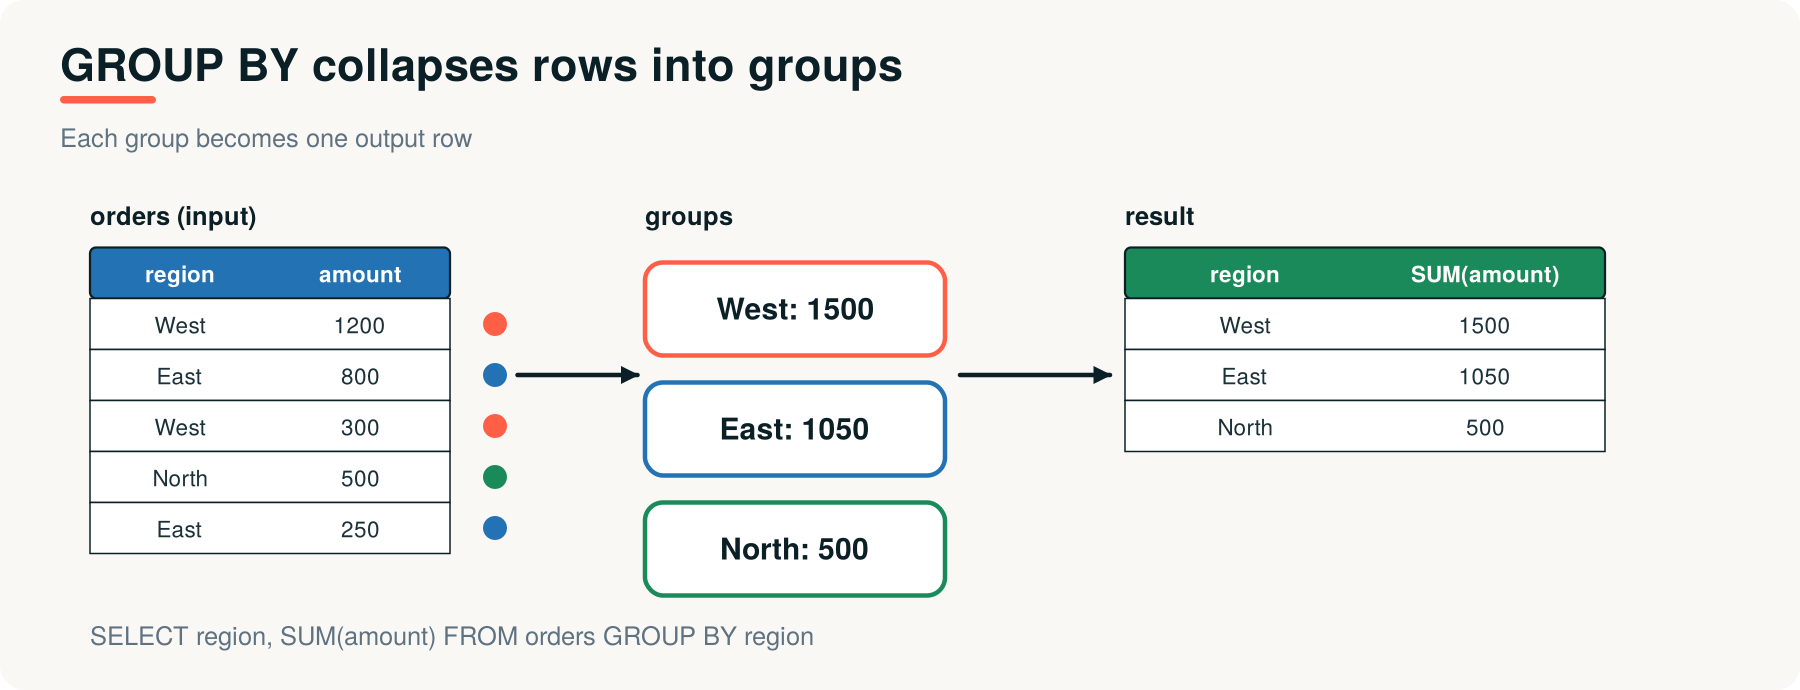 GROUP BY collapses rows into groups
Each group becomes one output row
orders (input)
region amount
West 1200
East 800
West 300
North 500
East 250
groups
West: 1500
East: 1050
North: 500
result
region SUM(amount)
West 1500
East 1050
North 500
SELECT region, SUM(amount) FROM orders GROUP BY region